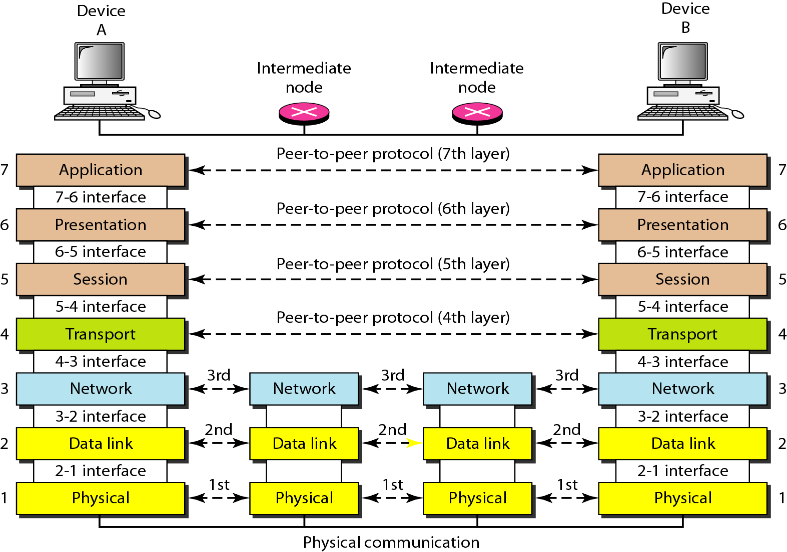 Device
A
Device
B
Intermediate
node
Intermediate
node
Peer-to-peer protocol (7th layer)
7 Application Application 7
7-6 interface 7-6 interface
Peer-to-peer protocol (6th layer)
6 Presentation Presentation 6
6-5 interface 6-5 interface
Peer-to-peer protocol (5th layer)
5 Session Session 5
5-4 interface 5-4 interface
Peer-to-peer protocol (4th layer)
4 Transport Transport 4
4-3 interface 4-3 interface
3rd 3rd 3rd
3 Network Network Network Network 3
3-2 interface 3-2 interface
2nd 2nd 2nd
2 Data link Data link Data link Data link 2
2-1 interface 2-1 interface
1st 1st 1st
1 Physical Physical Physical Physical 1
Physical communication